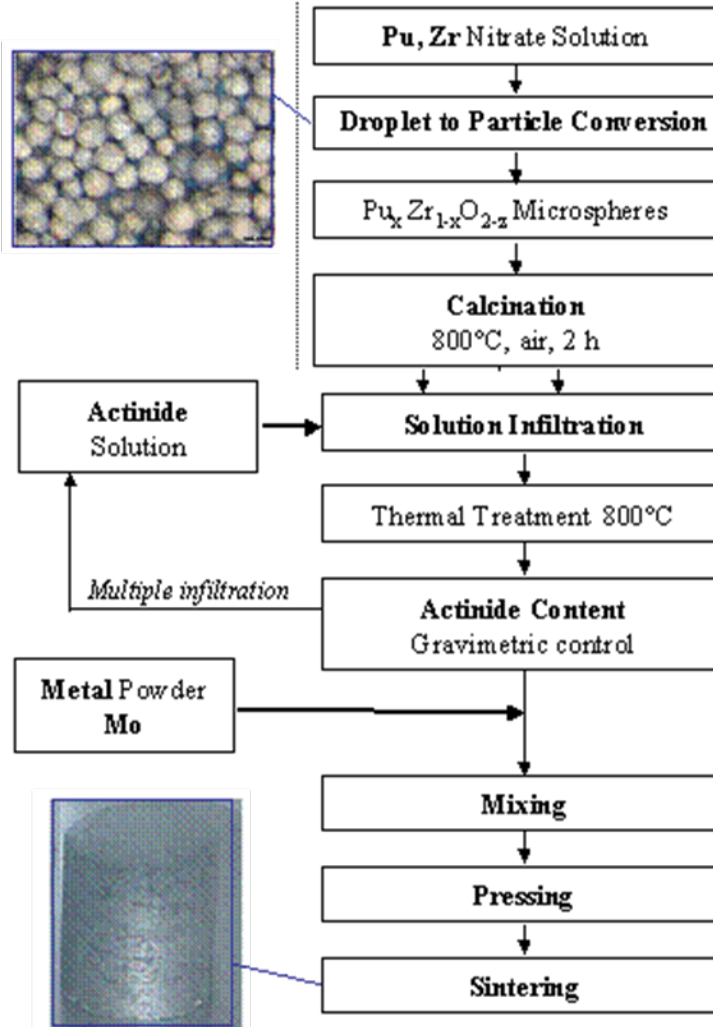 Pu, Zr Nitrate Solution
Droplet to Particle Conversion
PuxZr1-xO2-z Microspheres
Calcination
800°C, air, 2 h
Actinide
Solution
Solution Infiltration
Thermal Treatment 800°C
Multiple infiltration
Actinide Content
Gravimetric control
Metal Powder
Mo
Mixing
Pressing
Sintering